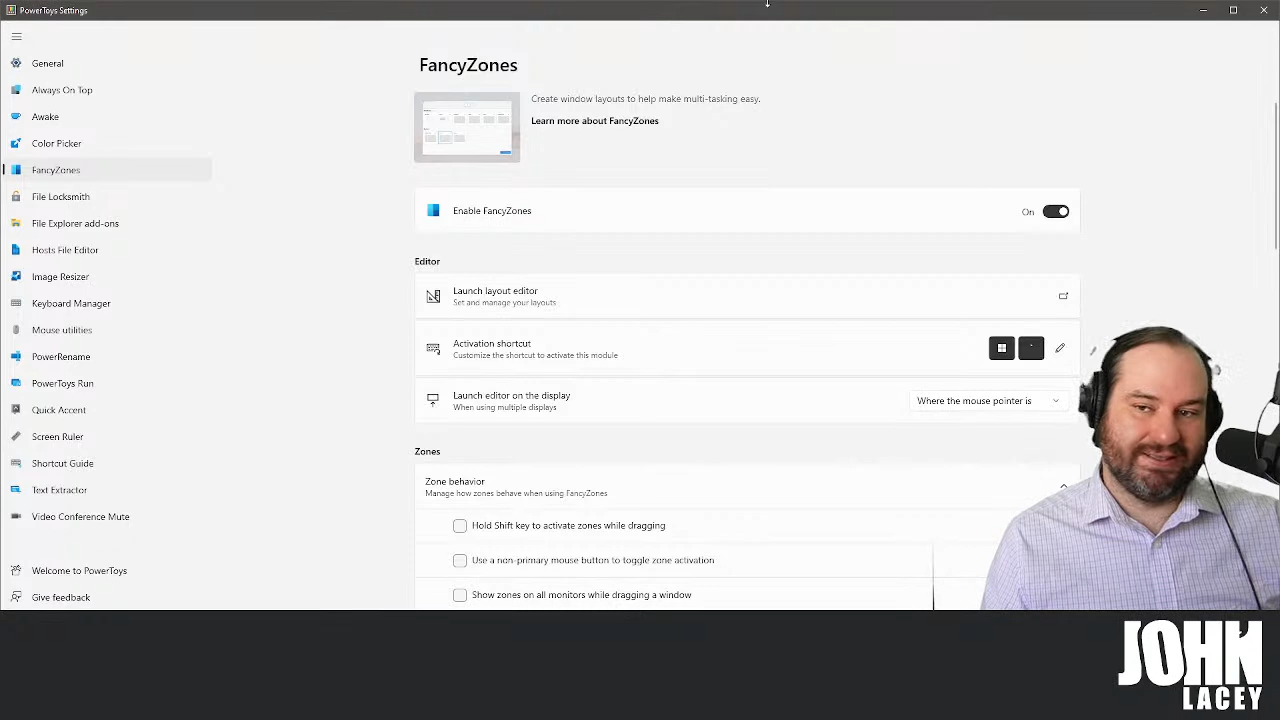 PowerToys Settings
General
Always On Top
Awake
Color Picker
FancyZones
File Locksmith
File Explorer add-ons
Hosts File Editor
Image Resizer
Keyboard Manager
Mouse utilities
PowerRename
PowerToys Run
Quick Accent
Screen Ruler
Shortcut Guide
Text Extractor
Video Conference Mute
Welcome to PowerToys
Give feedback
FancyZones
Create window layouts to help make multi-tasking easy.
Learn more about FancyZones
Enable FancyZones
On
Editor
Launch layout editor
Set and manage your layouts
Activation shortcut
Customize the shortcut to activate this module
Launch editor on the display
When using multiple displays
Where the mouse pointer is
Zones
Zone behavior
Manage how zones behave when using FancyZones
Hold Shift key to activate zones while dragging
Use a non-primary mouse button to toggle zone activation
Show zones on all monitors while dragging a window
JOHN
LACEY